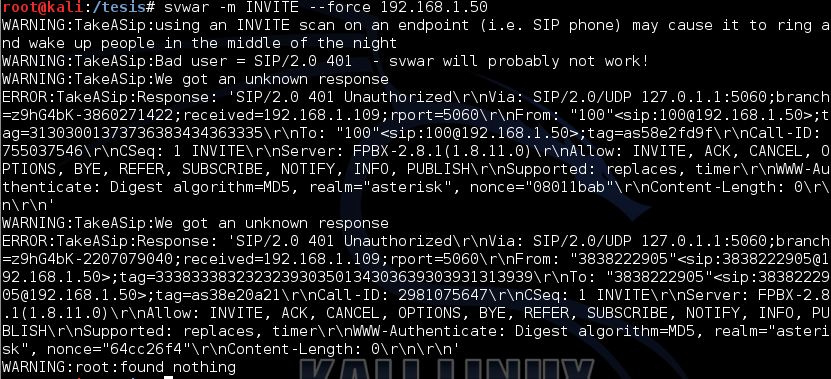 root@kali:/tesis# svwar -m INVITE --force 192.168.1.50
WARNING:TakeASip:using an INVITE scan on an endpoint (i.e. SIP phone) may cause it to ring a
nd wake up people in the middle of the night
WARNING:TakeASip:Bad user = SIP/2.0 401  - svwar will probably not work!
WARNING:TakeASip:We got an unknown response
ERROR:TakeASip:Response: 'SIP/2.0 401 Unauthorized\r\nVia: SIP/2.0/UDP 127.0.1.1:5060;branch
=z9hG4bK-3860271422;received=192.168.1.109;rport=5060\r\nFrom: "100"<sip:100@192.168.1.50>;t
ag=31303001373736383434363335\r\nTo: "100"<sip:100@192.168.1.50>;tag=as58e2fd9f\r\nCall-ID: 
755037546\r\nCSeq: 1 INVITE\r\nServer: FPBX-2.8.1(1.8.11.0)\r\nAllow: INVITE, ACK, CANCEL, O
PTIONS, BYE, REFER, SUBSCRIBE, NOTIFY, INFO, PUBLISH\r\nSupported: replaces, timer\r\nWWW-Au
thenticate: Digest algorithm=MD5, realm="asterisk", nonce="08011bab"\r\nContent-Length: 0\r\
n\r\n'
WARNING:TakeASip:We got an unknown response
ERROR:TakeASip:Response: 'SIP/2.0 401 Unauthorized\r\nVia: SIP/2.0/UDP 127.0.1.1:5060;branch
=z9hG4bK-2207079040;received=192.168.1.109;rport=5060\r\nFrom: "3838222905"<sip:3838222905@1
92.168.1.50>;tag=33383338323232393035013430363930393131313939\r\nTo: "3838222905"<sip:38382229
05@192.168.1.50>;tag=as38e20a21\r\nCall-ID: 2981075647\r\nCSeq: 1 INVITE\r\nServer: FPBX-2.8
.1(1.8.11.0)\r\nAllow: INVITE, ACK, CANCEL, OPTIONS, BYE, REFER, SUBSCRIBE, NOTIFY, INFO, PU
BLISH\r\nSupported: replaces, timer\r\nWWW-Authenticate: Digest algorithm=MD5, realm="asteri
sk", nonce="64cc26f4"\r\nContent-Length: 0\r\n\r\n'
WARNING:root:found nothing
KALI LINUX